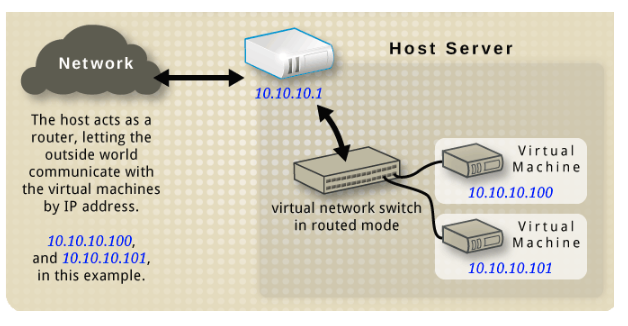 Network
Host Server
10.10.10.1
The host acts as a
router, letting the
outside world
communicate with
the virtual machines
by IP address.
10.10.10.100,
and 10.10.10.101,
in this example.
virtual network switch
in routed mode
Virtual
Machine
10.10.10.100
Virtual
Machine
10.10.10.101